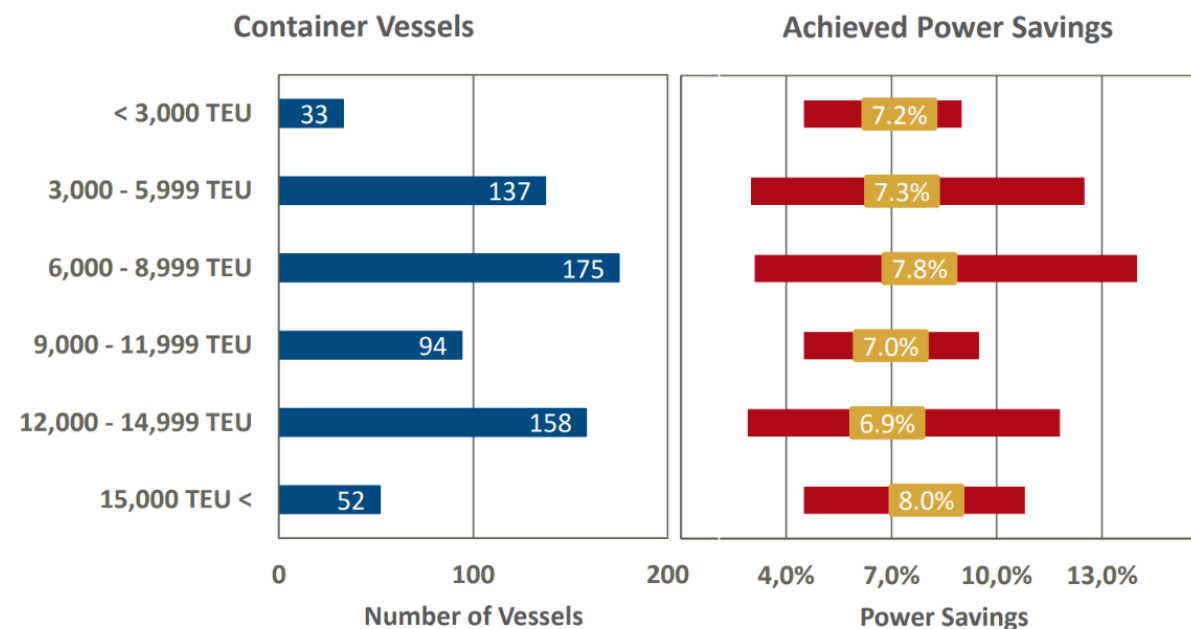 Container Vessels
Achieved Power Savings
< 3,000 TEU
33
7.2%
3,000 - 5,999 TEU
137
7.3%
6,000 - 8,999 TEU
175
7.8%
9,000 - 11,999 TEU
94
7.0%
12,000 - 14,999 TEU
158
6.9%
15,000 TEU <
52
8.0%
0
100
200
4,0%
7,0%
10,0%
13,0%
Number of Vessels
Power Savings